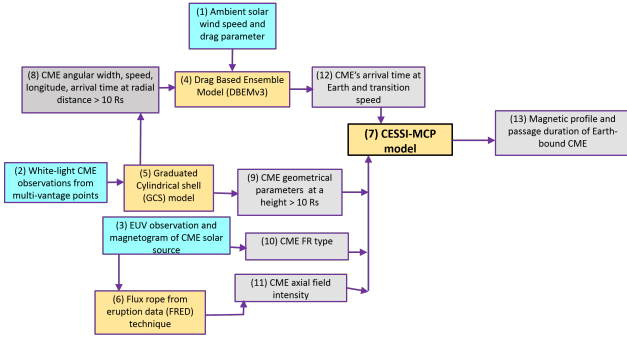 (1) Ambient solar
wind speed and
drag parameter
(8) CME angular width, speed,
longitude, arrival time at radial
distance > 10 Rs
(4) Drag Based Ensemble
Model (DBEMv3)
(12) CME's arrival time at
Earth and transition
speed
(7) CESSI-MCP
model
(13) Magnetic profile and
passage duration of Earth-
bound CME
(2) White-light CME
observations from
multi-vantage points
(5) Graduated
Cylindrical shell
(GCS) model
(9) CME geometrical
parameters at a
height > 10 Rs
(3) EUV observation and
magnetogram of CME solar
source
(10) CME FR type
(11) CME axial field
intensity
(6) Flux rope from
eruption data (FRED)
technique